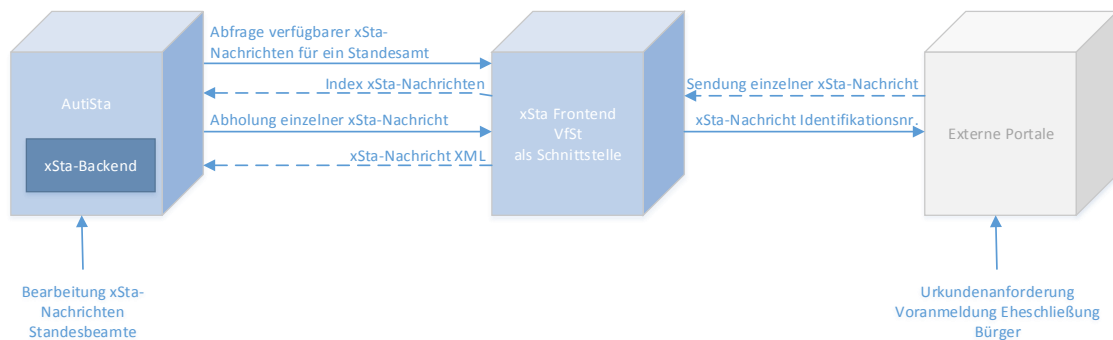 Abfrage verfügbarer xSta-
Nachrichten für ein Standesamt
Index xSta-Nachrichten
Abholung einzelner xSta-Nachricht
xSta-Nachricht XML
AutiSta
xSta-Backend
xSta Frontend
VfSt
als Schnittstelle
Sendung einzelner xSta-Nachricht
xSta-Nachricht Identifikationsnr.
Externe Portale
Bearbeitung xSta-
Nachrichten
Standesbeamte
Urkundenanforderung
Voranmeldung Eheschließung
Bürger